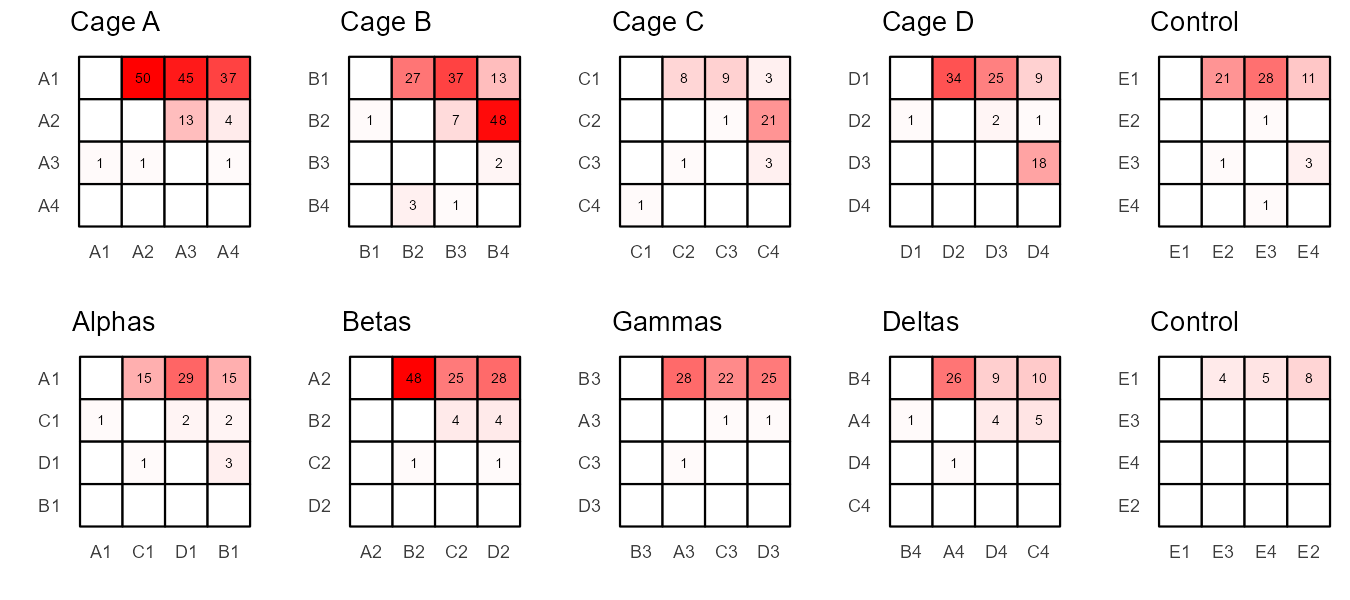 Cage A Cage B Cage C Cage D Control
A1 50 45 37 B1 27 37 13 C1 8 9 3 D1 34 25 9 E1 21 28 11
A2 13 4 B2 1 7 48 C2 1 21 D2 1 2 1 E2 1
A3 1 1 1 B3 2 C3 1 3 D3 18 E3 1 3
A4 B4 3 1 C4 1 D4 E4 1
A1 A2 A3 A4 B1 B2 B3 B4 C1 C2 C3 C4 D1 D2 D3 D4 E1 E2 E3 E4
Alphas Betas Gammas Deltas Control
A1 15 29 15 A2 48 25 28 B3 28 22 25 B4 26 9 10 E1 4 5 8
C1 1 2 2 B2 4 4 A3 1 1 A4 1 4 5 E3
D1 1 3 C2 1 1 C3 1 D4 1 E4
B1 D2 D3 C4 E2
A1 C1 D1 B1 A2 B2 C2 D2 B3 A3 C3 D3 B4 A4 D4 C4 E1 E3 E4 E2